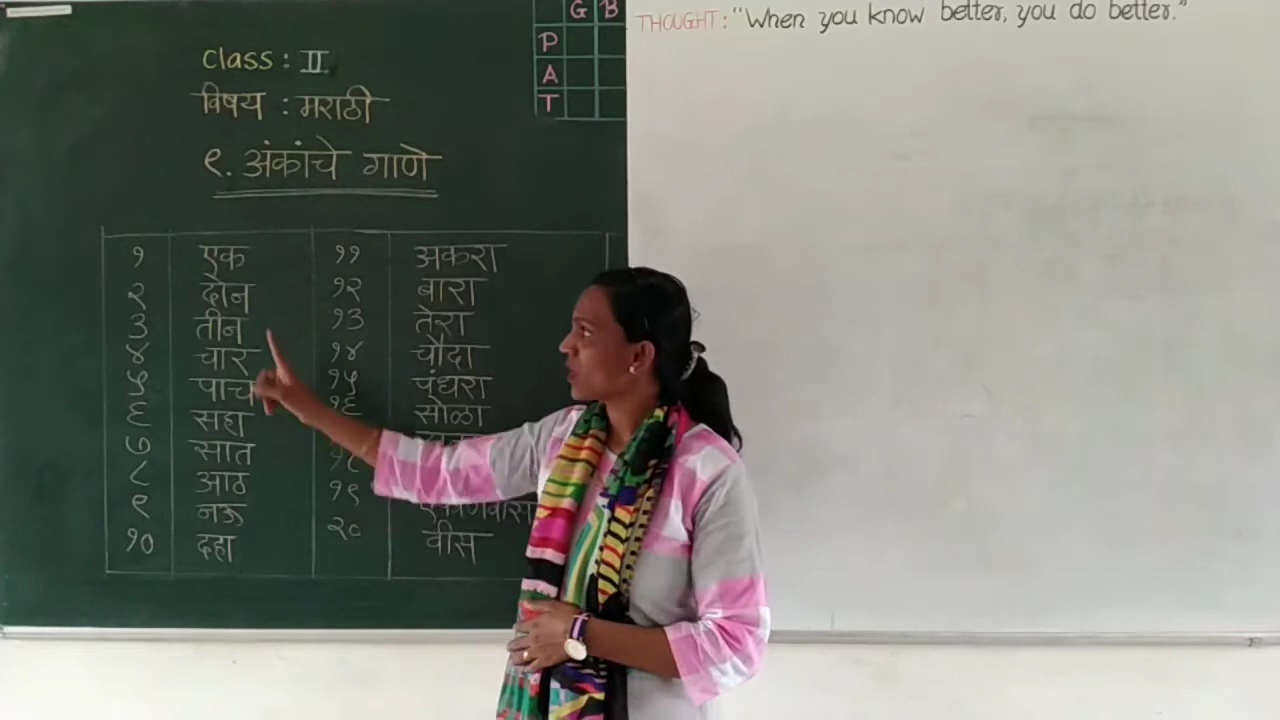 G B
P
A
T
THOUGHT: "When you know better, you do better."
Class : II
विषय : मराठी
९. अंकांचे गाणे
१ एक ११ अकरा
२ दोन १२ बारा
३ तीन १३ तेरा
४ चार १४ चौदा
५ पाच १५ पंधरा
६ सहा १६ सोळा
७ सात
८ आठ १८
९ नऊ १९
१० दहा २० वीस